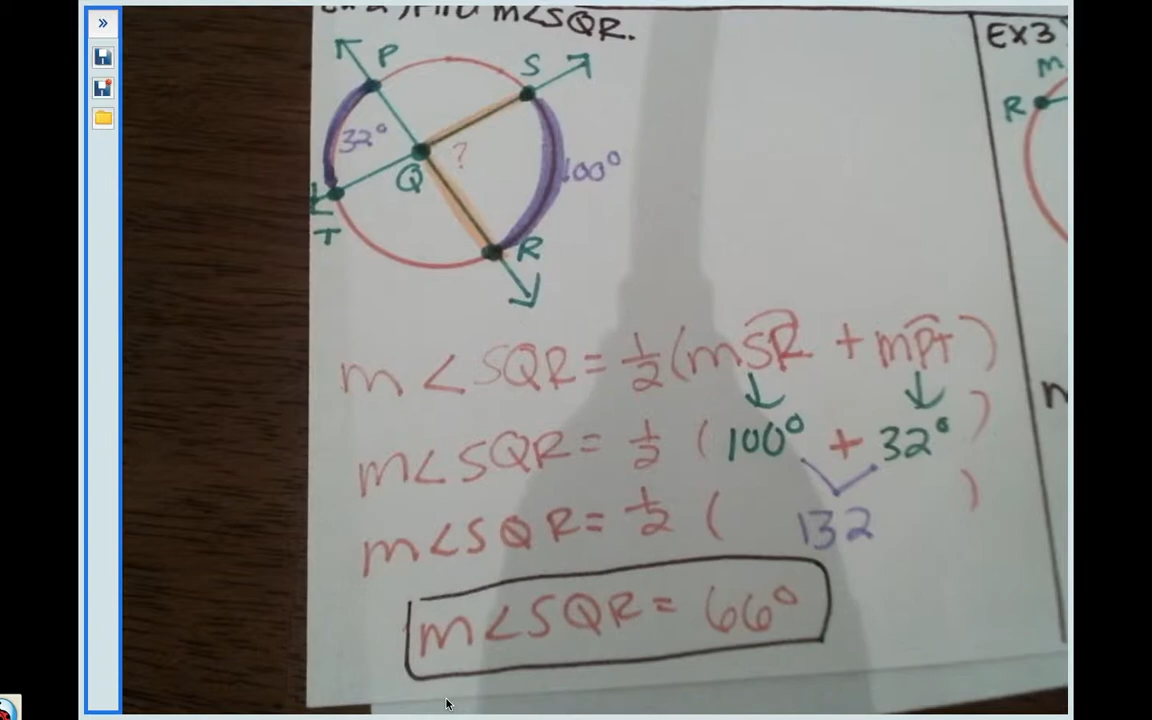 m∠SQR.
EX3
P
S
M
R
32°
?
100°
Q
T
R
m∠SQR = 1/2 (mSR + mPT)
m∠SQR = 1/2 (100° + 32°)
m∠SQR = 1/2 ( 132 )
m∠SQR = 66°